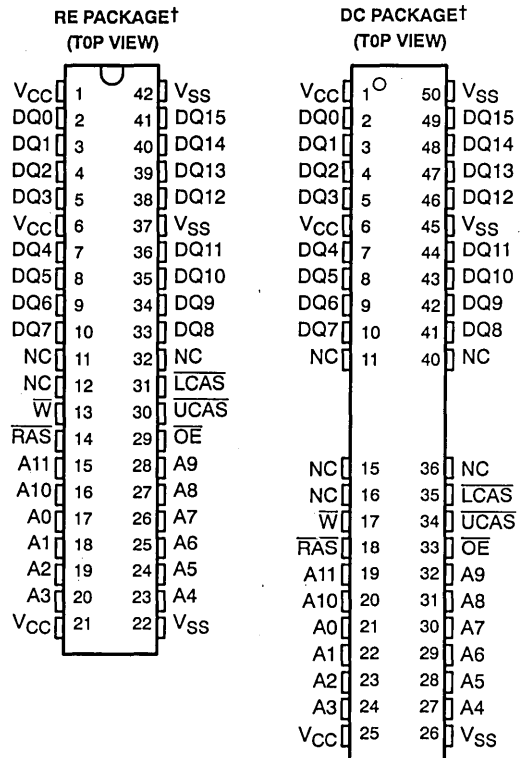 RE PACKAGE†
(TOP VIEW)
VCC 1 42 VSS
DQ0 2 41 DQ15
DQ1 3 40 DQ14
DQ2 4 39 DQ13
DQ3 5 38 DQ12
VCC 6 37 VSS
DQ4 7 36 DQ11
DQ5 8 35 DQ10
DQ6 9 34 DQ9
DQ7 10 33 DQ8
NC 11 32 NC
NC 12 31 L̅C̅A̅S̅
W̅ 13 30 U̅C̅A̅S̅
R̅A̅S̅ 14 29 O̅E̅
A11 15 28 A9
A10 16 27 A8
A0 17 26 A7
A1 18 25 A6
A2 19 24 A5
A3 20 23 A4
VCC 21 22 VSS
DC PACKAGE†
(TOP VIEW)
VCC 1 50 VSS
DQ0 2 49 DQ15
DQ1 3 48 DQ14
DQ2 4 47 DQ13
DQ3 5 46 DQ12
VCC 6 45 VSS
DQ4 7 44 DQ11
DQ5 8 43 DQ10
DQ6 9 42 DQ9
DQ7 10 41 DQ8
NC 11 40 NC
NC 15 36 NC
NC 16 35 L̅C̅A̅S̅
W̅ 17 34 U̅C̅A̅S̅
R̅A̅S̅ 18 33 O̅E̅
A11 19 32 A9
A10 20 31 A8
A0 21 30 A7
A1 22 29 A6
A2 23 28 A5
A3 24 27 A4
VCC 25 26 VSS